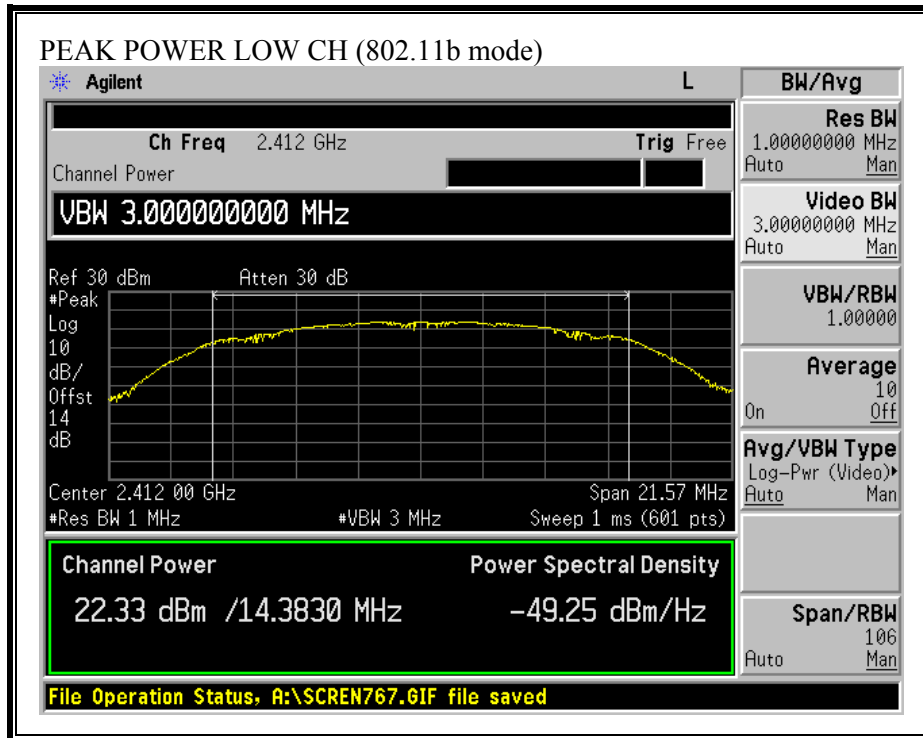 PEAK POWER LOW CH (802.11b mode)
Agilent L BW/Avg
Ch Freq 2.412 GHz Trig Free
Channel Power
VBW 3.000000000 MHz
Ref 30 dBm Atten 30 dB
#Peak
Log
10
dB/
Offst
14
dB
Center 2.412 00 GHz Span 21.57 MHz
#Res BW 1 MHz #VBW 3 MHz Sweep 1 ms (601 pts)
Channel Power Power Spectral Density
22.33 dBm /14.3830 MHz -49.25 dBm/Hz
File Operation Status, A:\SCREN767.GIF file saved
Res BW
1.00000000 MHz
Auto Man
Video BW
3.00000000 MHz
Auto Man
VBW/RBW
1.00000
Average
10
On Off
Avg/VBW Type
Log-Pwr (Video)
Auto Man
Span/RBW
106
Auto Man